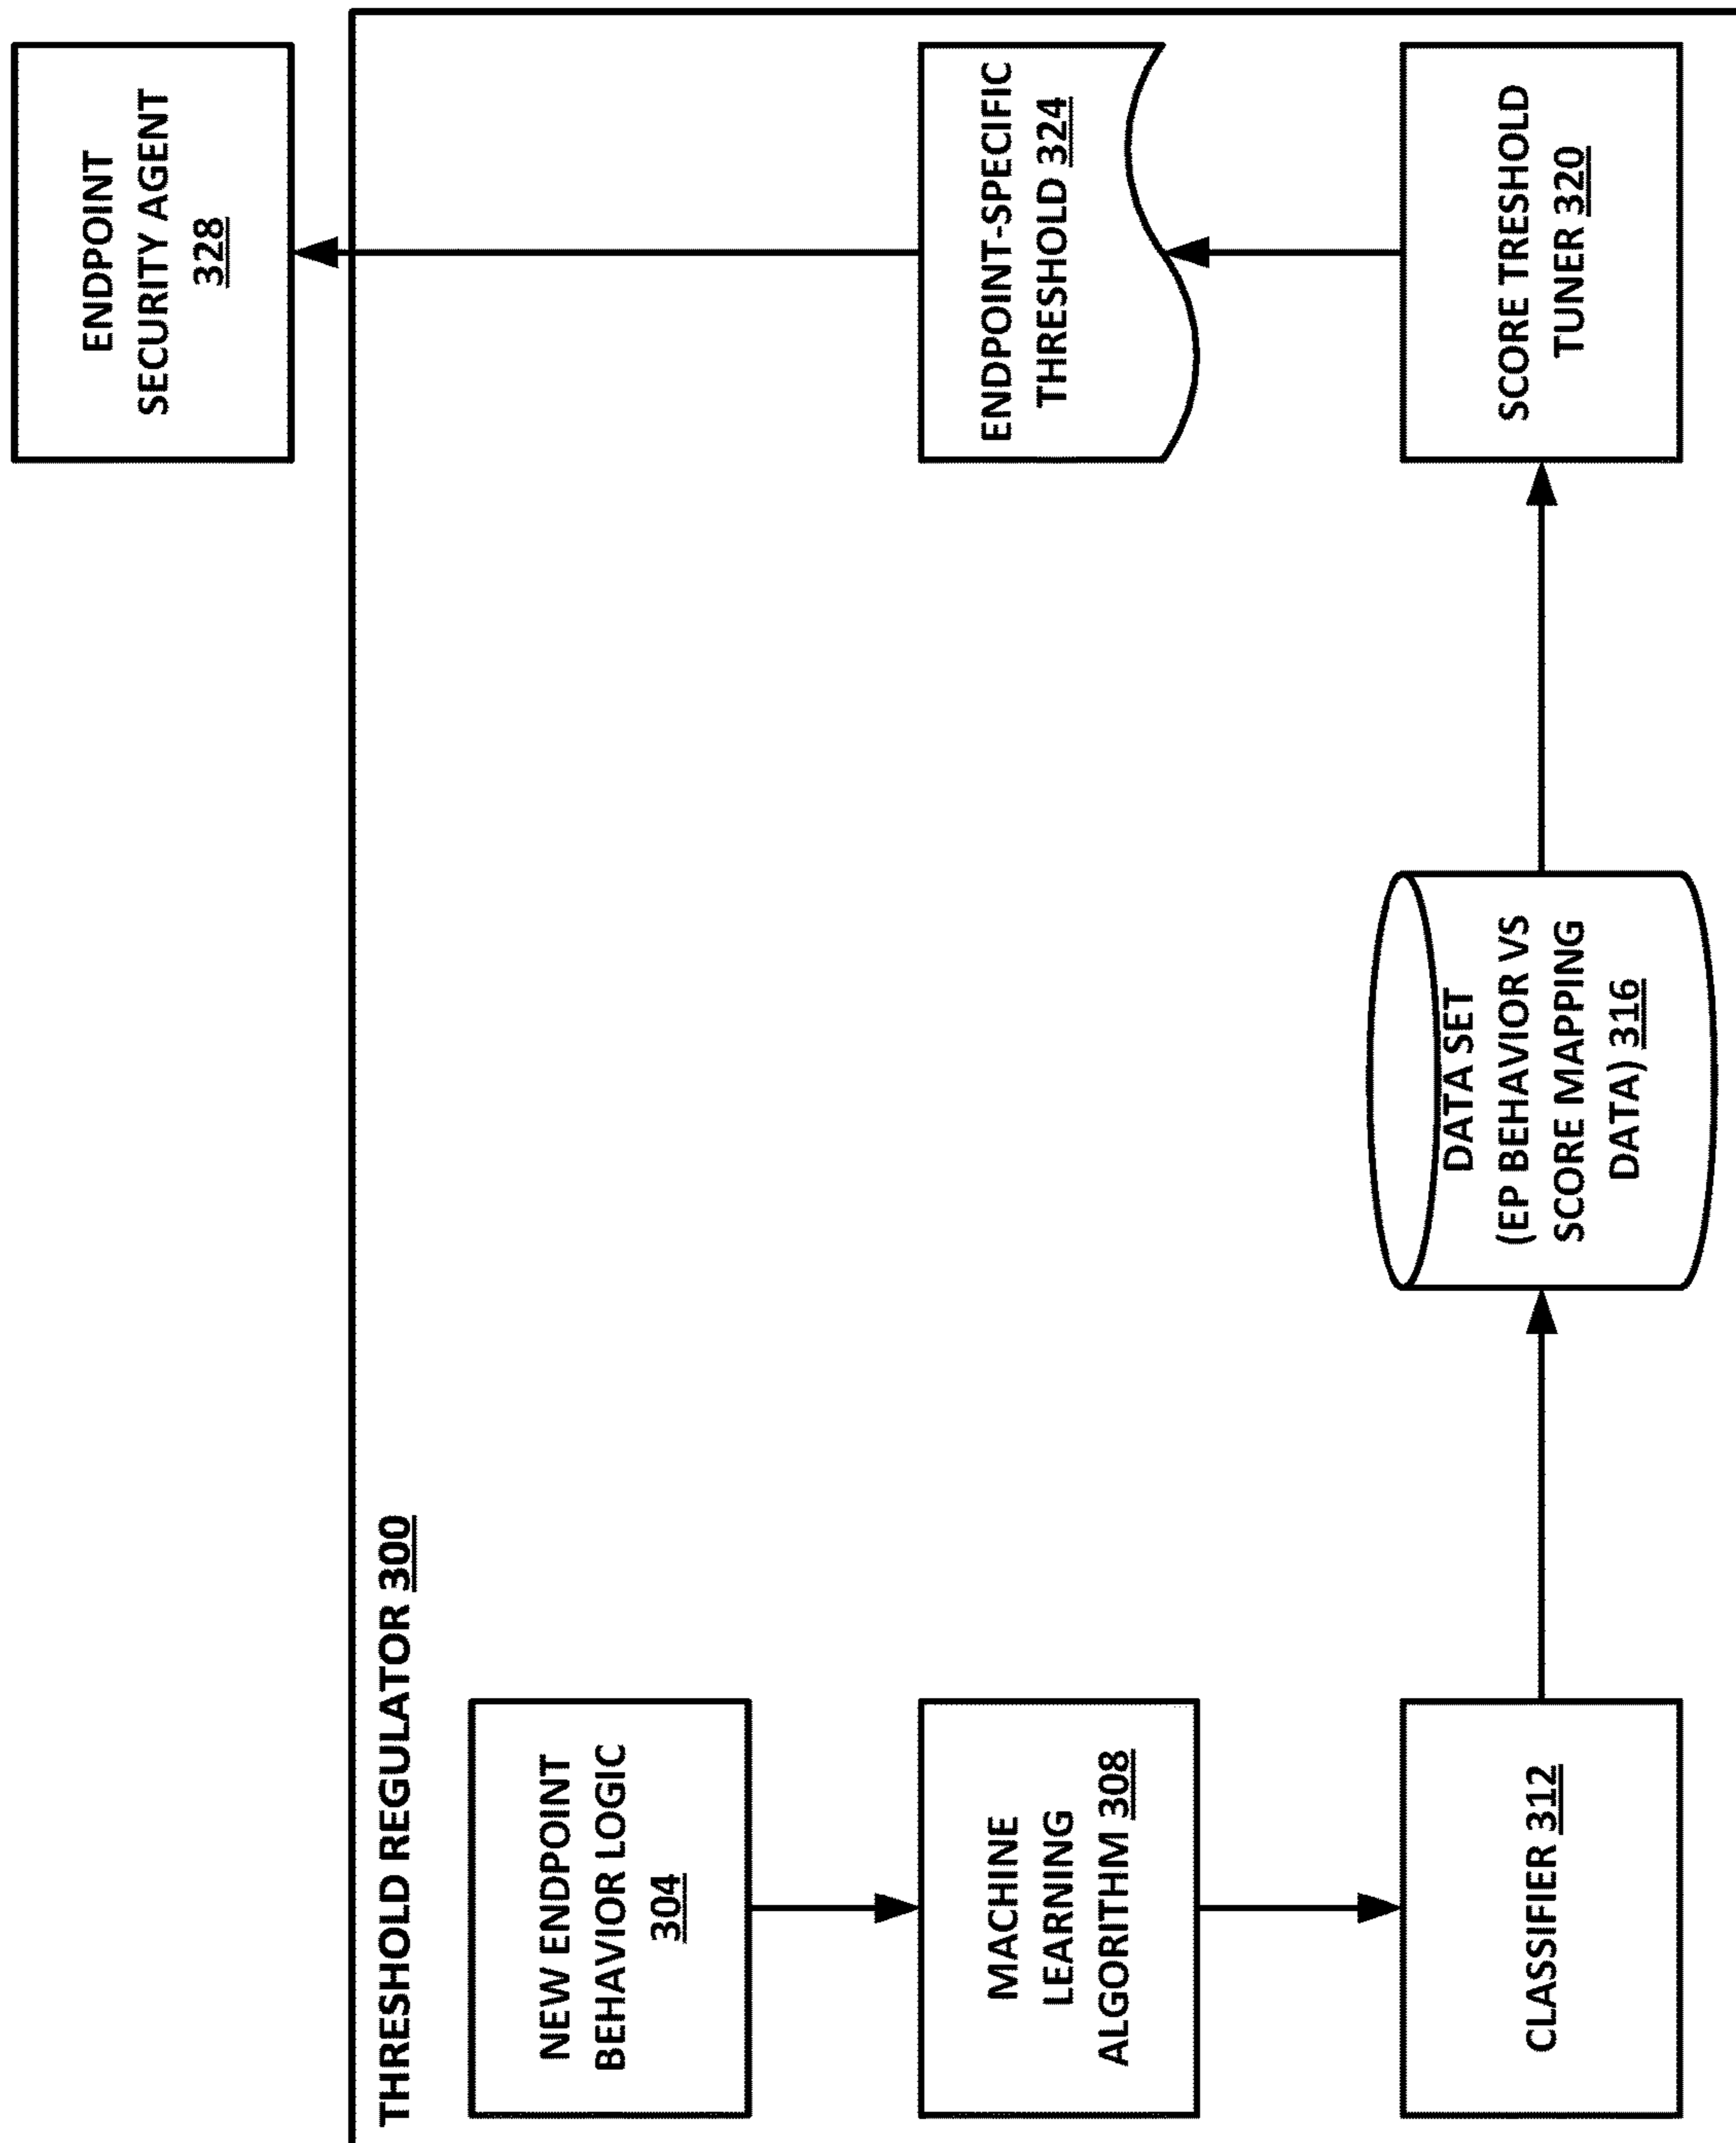 ENDPOINT
SECURITY AGENT
328
THRESHOLD REGULATOR 300
NEW ENDPOINT
BEHAVIOR LOGIC
304
MACHINE
LEARNING
ALGORITHM 308
CLASSIFIER 312
DATA SET
(EP BEHAVIOR VS
SCORE MAPPING
DATA) 316
SCORE TRESHOLD
TUNER 320
ENDPOINT-SPECIFIC
THRESHOLD 324